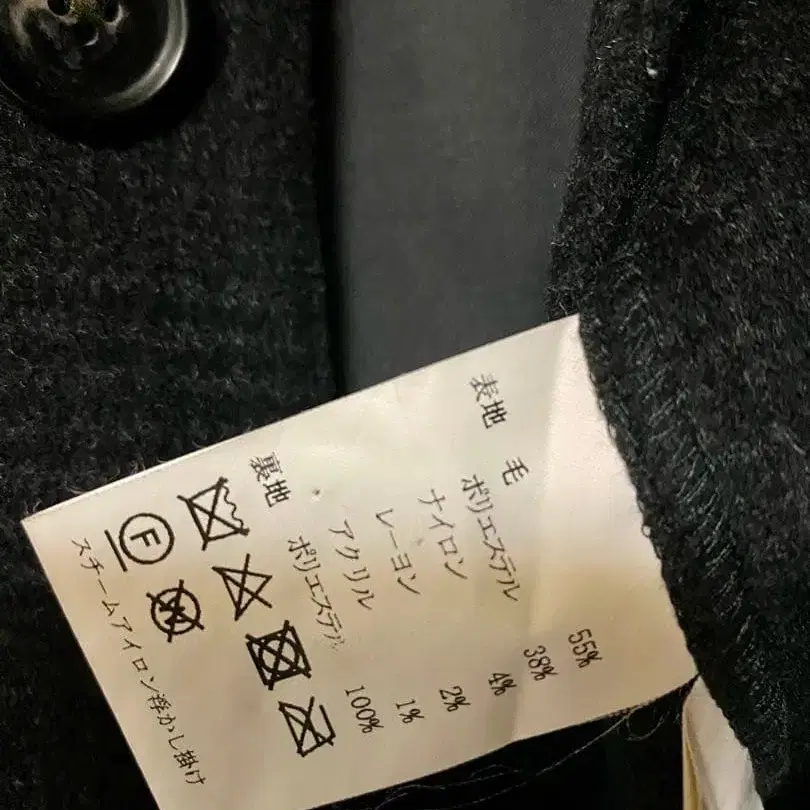 表地 毛 55%
ポリエステル 38%
ナイロン 4%
レーヨン 2%
アクリル 1%
裏地 ポリエステル 100%
F
W
スチームアイロン浮かし掛け